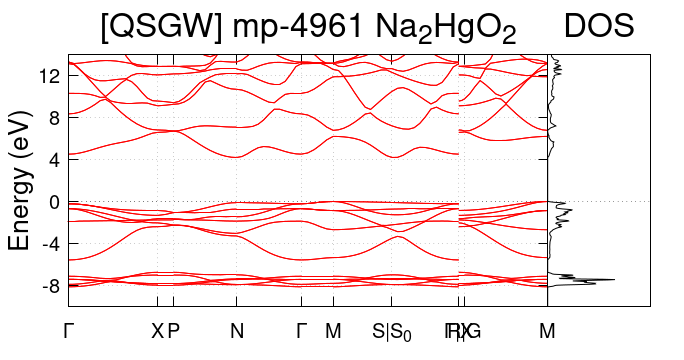 [QSGW] mp-4961 Na₂HgO₂ DOS
Energy (eV)
12
8
4
0
-4
-8
Γ X P N Γ M S|S₀ X|G M